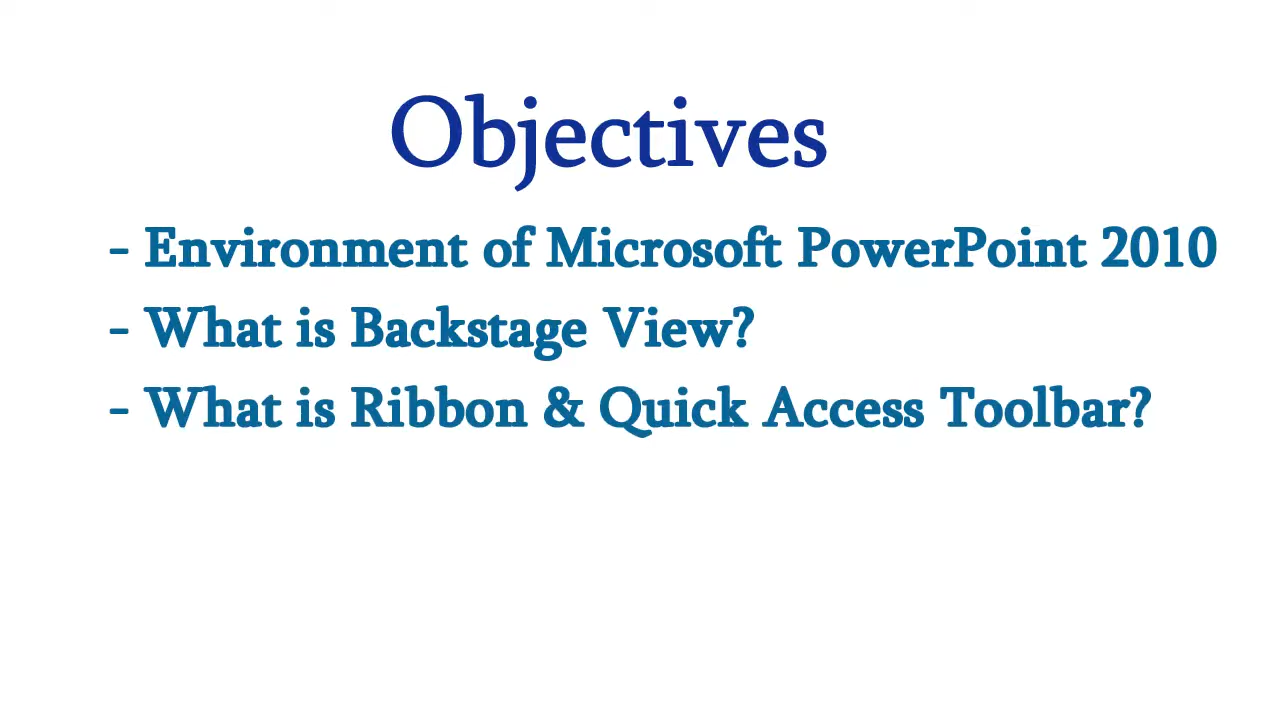 Objectives
- Environment of Microsoft PowerPoint 2010
- What is Backstage View?
- What is Ribbon & Quick Access Toolbar?